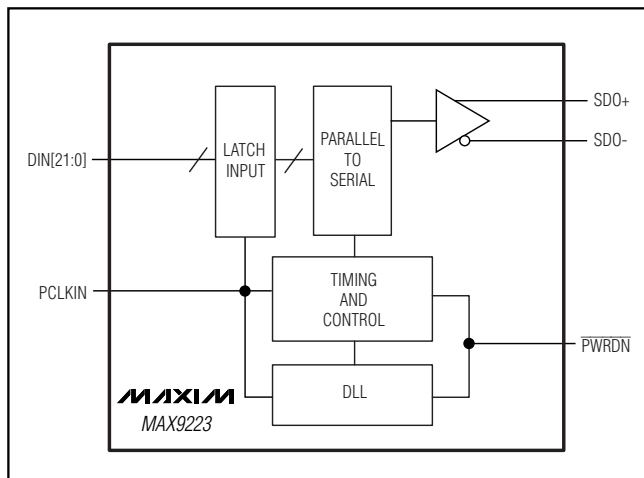 DIN[21:0]
LATCH
INPUT
PARALLEL
TO
SERIAL
SDO+
SDO-
PCLKIN
TIMING
AND
CONTROL
PWRDN
DLL
MAXIM
MAX9223